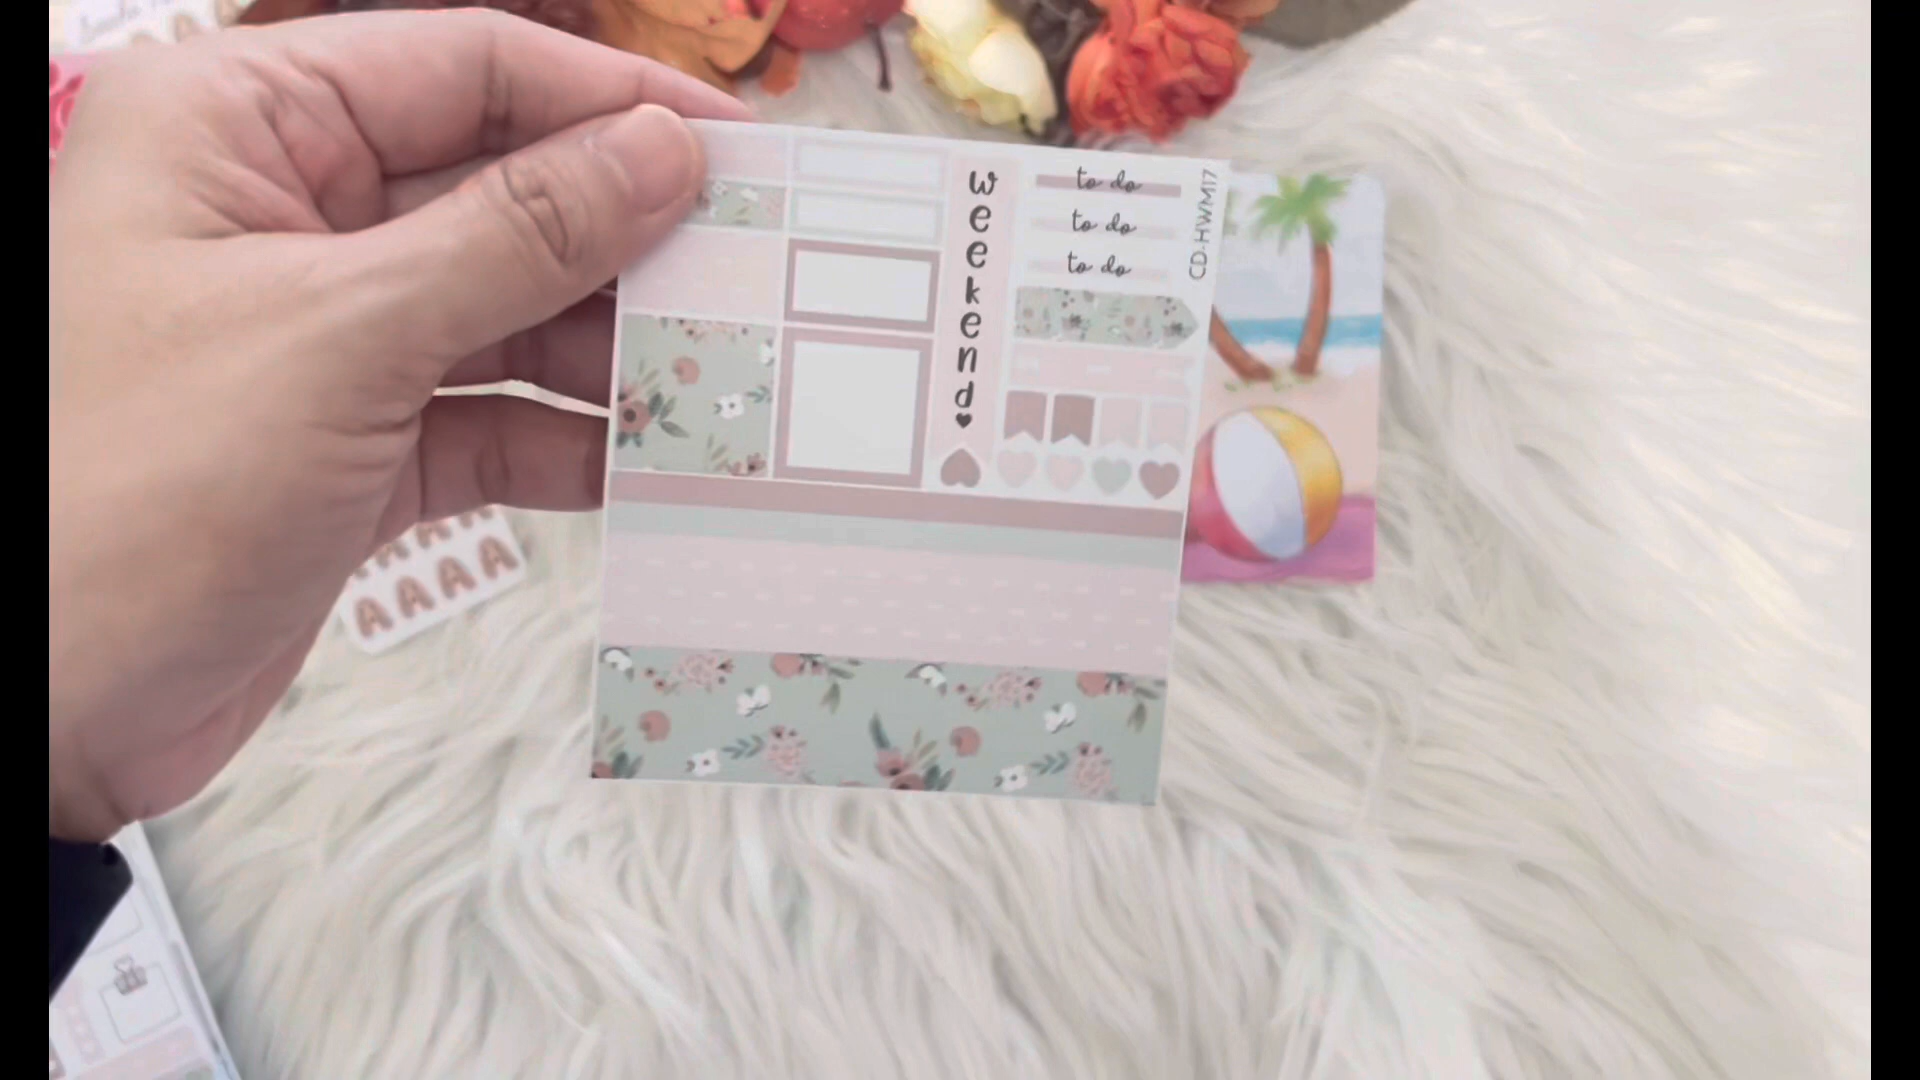 weekend
to do
to do
to do
CD-HWM17
A A A A